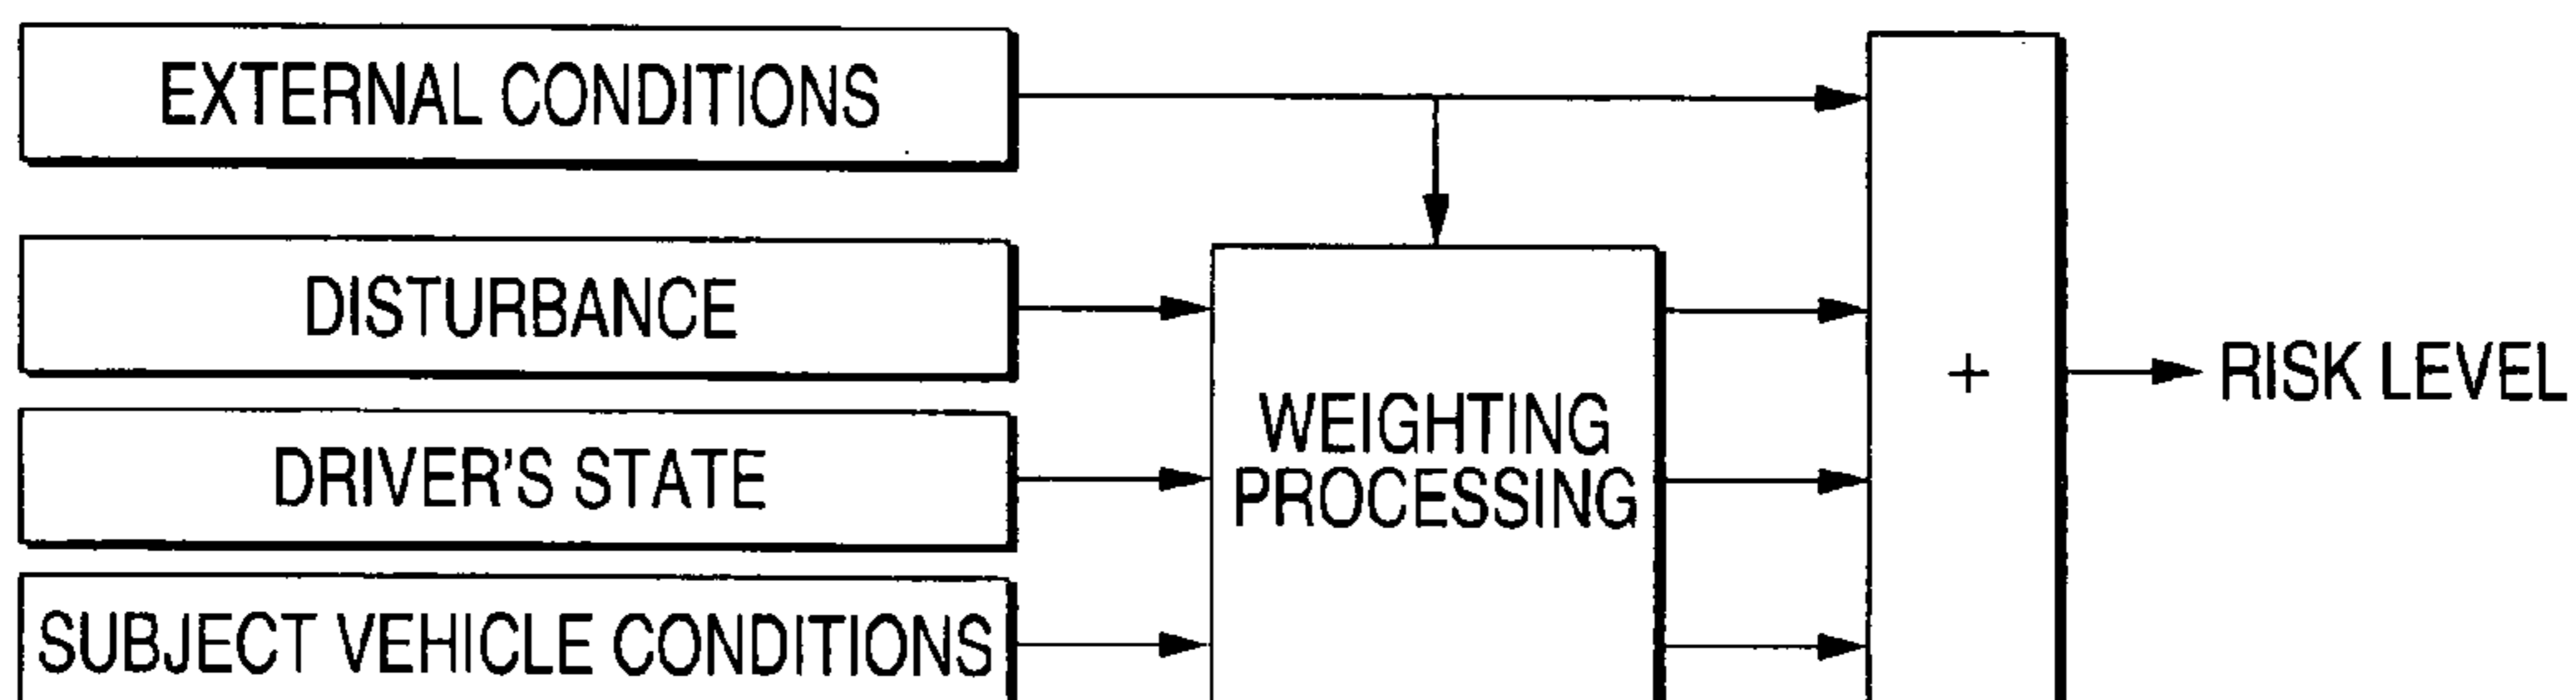 EXTERNAL CONDITIONS
DISTURBANCE
DRIVER'S STATE
SUBJECT VEHICLE CONDITIONS
WEIGHTING
PROCESSING
+
RISK LEVEL